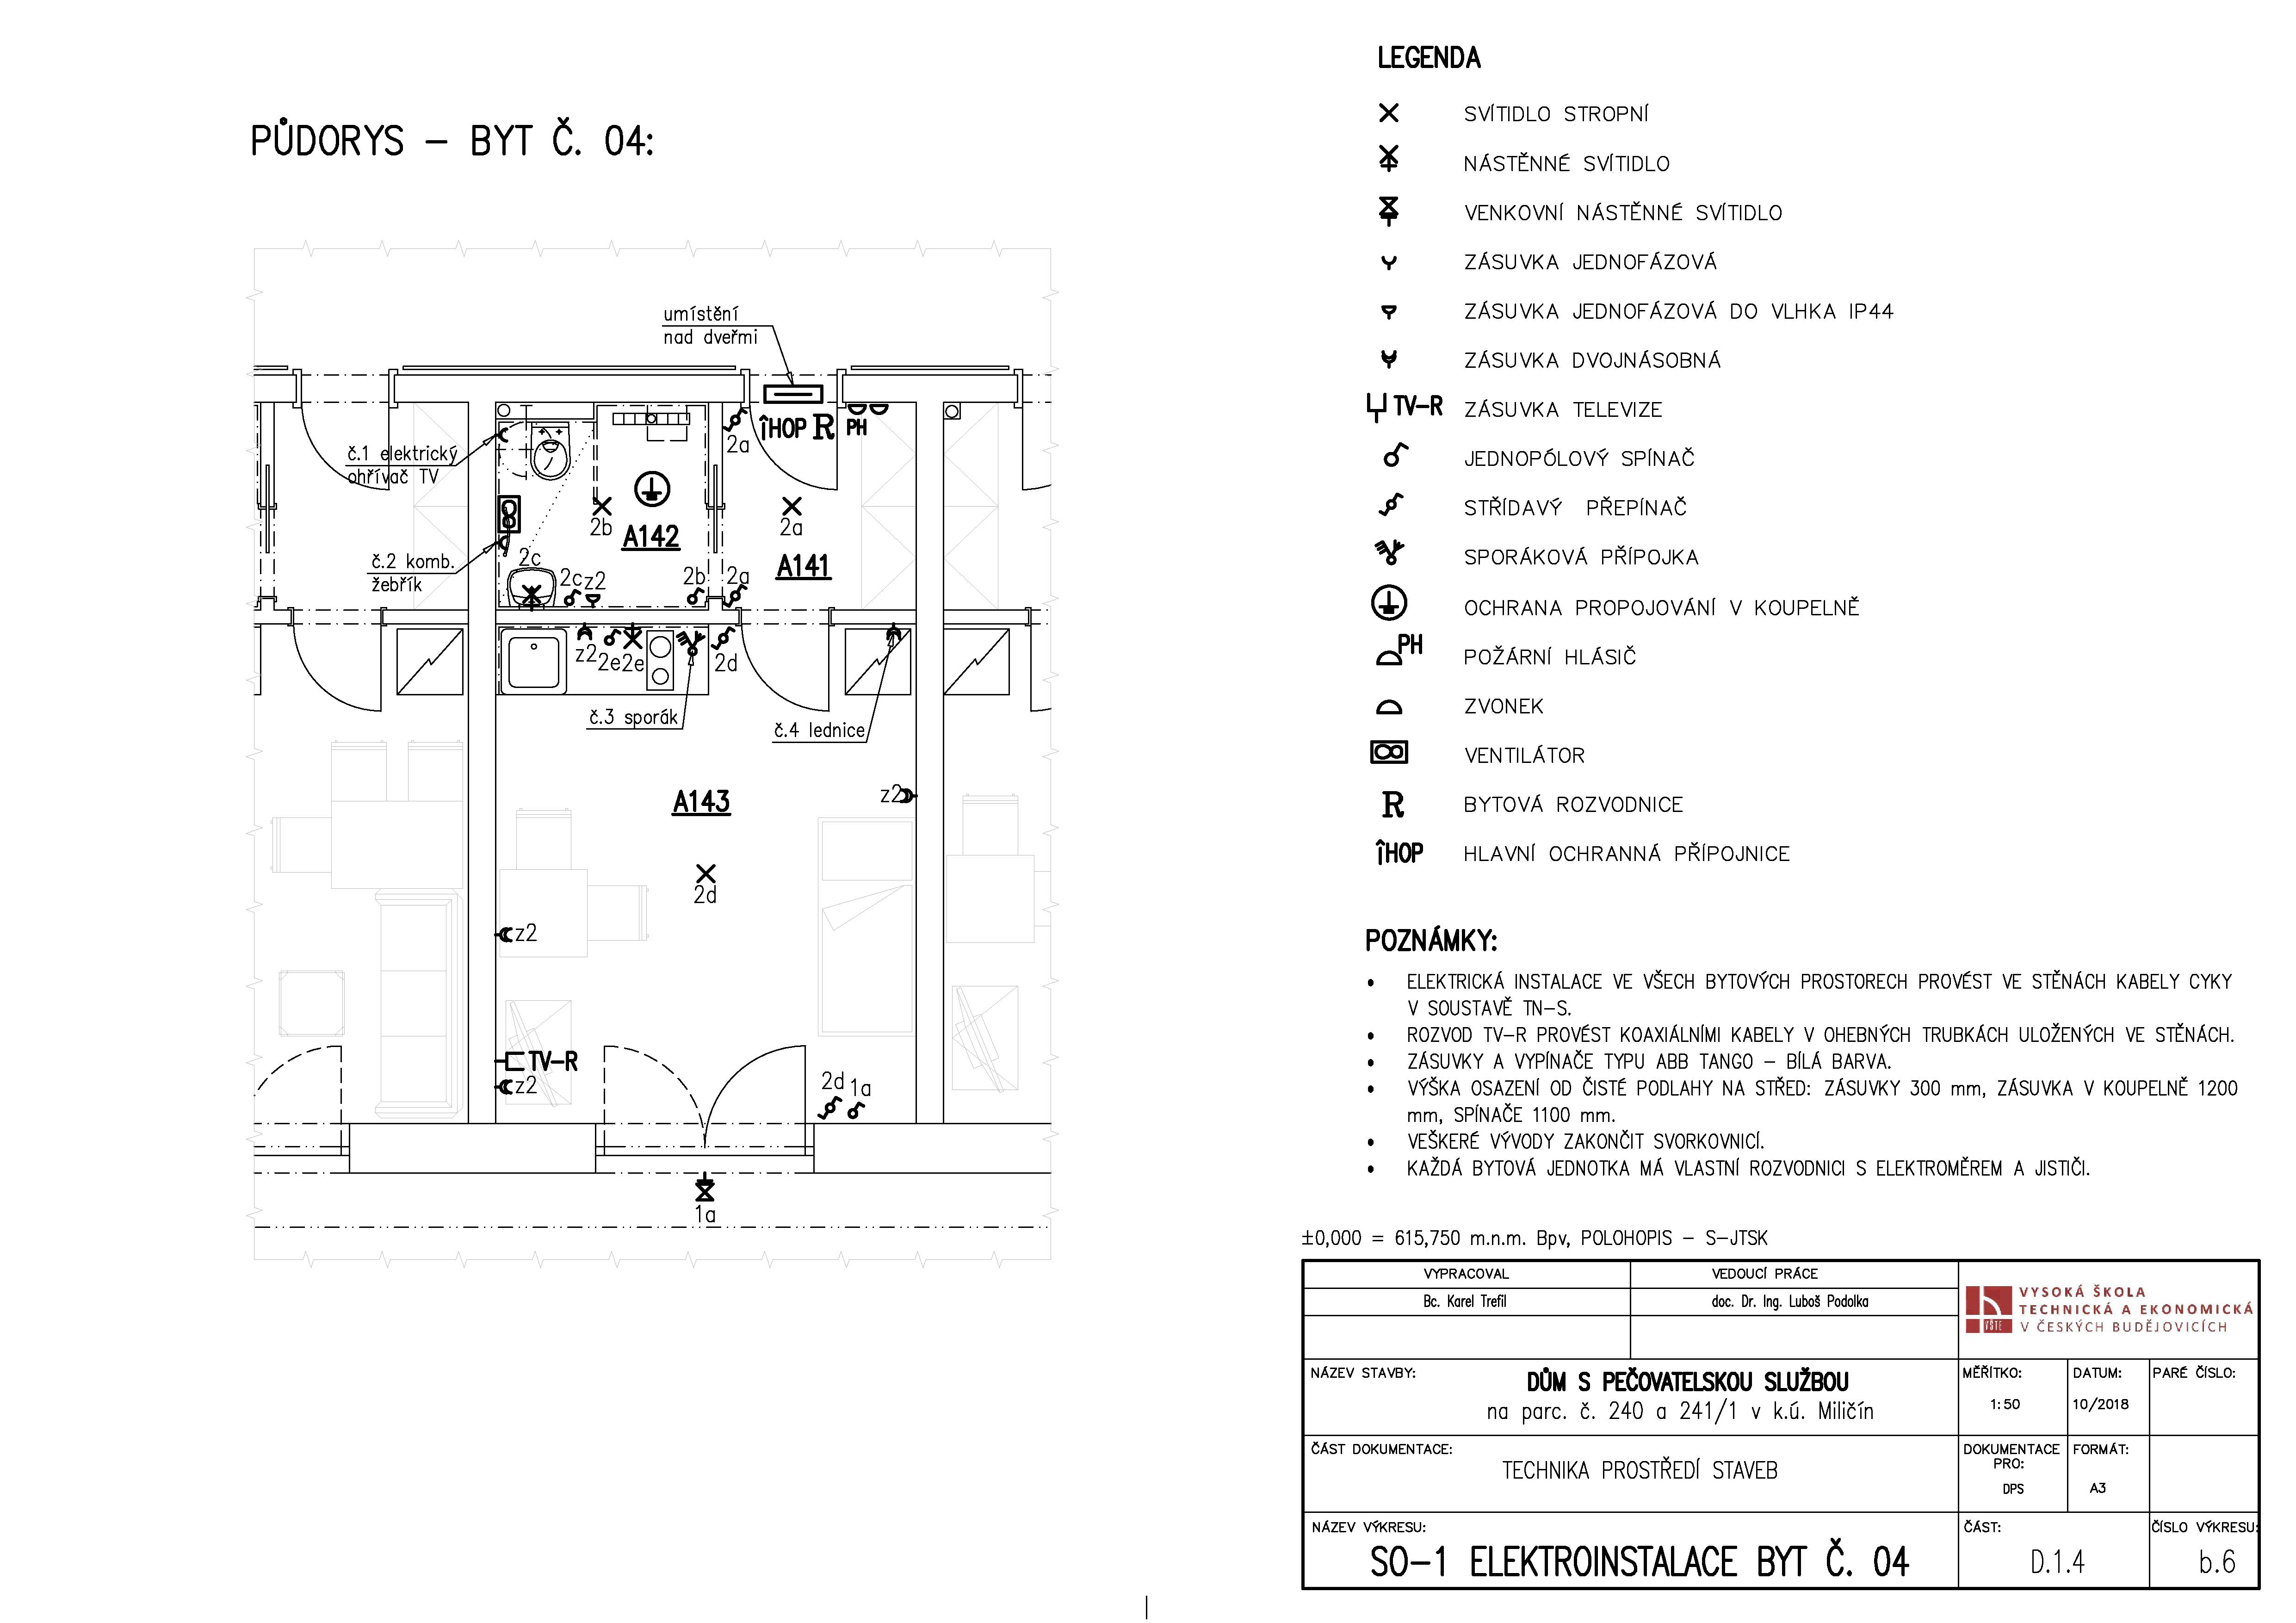 PŮDORYS – BYT Č. 04:
umístění
nad dveřmi
č.1 elektrický
ohřívač TV
2a
îHOP R PH
2b
A142
2a
A141
č.2 komb.
žebřík
2c
2c z2
2b 2a
z2 2e 2e
2d
č.3 sporák
č.4 lednice
A143
z2
2d
z2
TV–R
z2
2d 1a
1a
LEGENDA
SVÍTIDLO STROPNÍ
NÁSTĚNNÉ SVÍTIDLO
VENKOVNÍ NÁSTĚNNÉ SVÍTIDLO
ZÁSUVKA JEDNOFÁZOVÁ
ZÁSUVKA JEDNOFÁZOVÁ DO VLHKA IP44
ZÁSUVKA DVOJNÁSOBNÁ
TV–R ZÁSUVKA TELEVIZE
JEDNOPÓLOVÝ SPÍNAČ
STŘÍDAVÝ PŘEPÍNAČ
SPORÁKOVÁ PŘÍPOJKA
OCHRANA PROPOJOVÁNÍ V KOUPELNĚ
PH POŽÁRNÍ HLÁSIČ
ZVONEK
VENTILÁTOR
R BYTOVÁ ROZVODNICE
îHOP HLAVNÍ OCHRANNÁ PŘÍPOJNICE
POZNÁMKY:
• ELEKTRICKÁ INSTALACE VE VŠECH BYTOVÝCH PROSTORECH PROVÉST VE STĚNÁCH KABELY CYKY
V SOUSTAVĚ TN–S.
• ROZVOD TV–R PROVÉST KOAXIÁLNÍMI KABELY V OHEBNÝCH TRUBKÁCH ULOŽENÝCH VE STĚNÁCH.
• ZÁSUVKY A VYPÍNAČE TYPU ABB TANGO – BÍLÁ BARVA.
• VÝŠKA OSAZENÍ OD ČISTÉ PODLAHY NA STŘED: ZÁSUVKY 300 mm, ZÁSUVKA V KOUPELNĚ 1200
mm, SPÍNAČE 1100 mm.
• VEŠKERÉ VÝVODY ZAKONČIT SVORKOVNICÍ.
• KAŽDÁ BYTOVÁ JEDNOTKA MÁ VLASTNÍ ROZVODNICI S ELEKTROMĚREM A JISTIČI.
±0,000 = 615,750 m.n.m. Bpv, POLOHOPIS – S–JTSK
VYPRACOVAL VEDOUCÍ PRÁCE
Bc. Karel Trefil doc. Dr. Ing. Luboš Podolka
VŠTE
VYSOKÁ ŠKOLA
TECHNICKÁ A EKONOMICKÁ
V ČESKÝCH BUDĚJOVICÍCH
NÁZEV STAVBY:
DŮM S PEČOVATELSKOU SLUŽBOU
na parc. č. 240 a 241/1 v k.ú. Miličín
MĚŘÍTKO: DATUM: PARÉ ČÍSLO:
1:50 10/2018
ČÁST DOKUMENTACE:
TECHNIKA PROSTŘEDÍ STAVEB
DOKUMENTACE
PRO:
DPS
FORMÁT:
A3
NÁZEV VÝKRESU:
SO–1 ELEKTROINSTALACE BYT Č. 04
ČÁST:
D.1.4
ČÍSLO VÝKRESU:
b.6